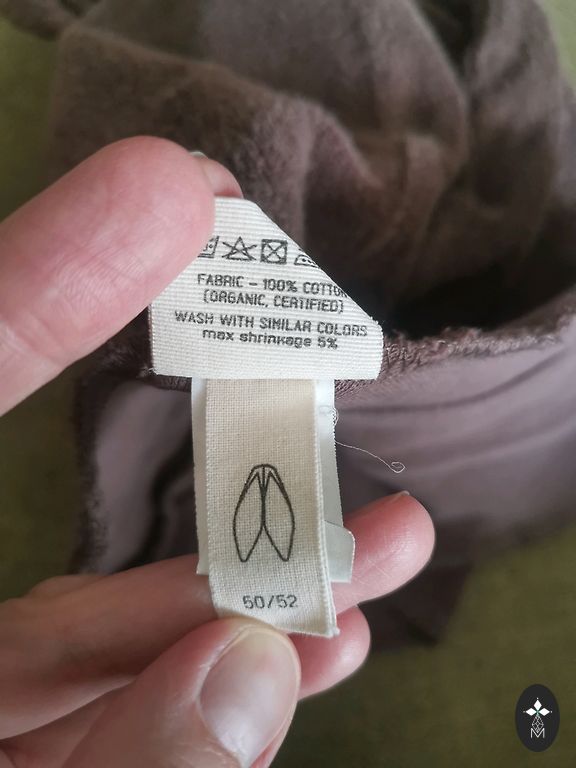 FABRIC - 100% COTTON
(ORGANIC, CERTIFIED)
WASH WITH SIMILAR COLORS
max shrinkage 5%
50/52
M